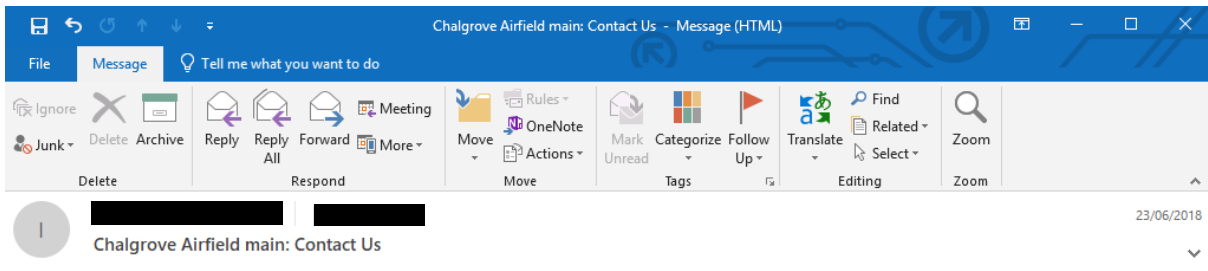 Chalgrove Airfield main: Contact Us - Message (HTML)
File Message Tell me what you want to do
Ignore Delete Archive Reply Reply All Forward Meeting Move Rules Mark Unread Categorize Follow Up Translate Find Zoom
Junk More OneNote Actions Related Select
Delete Respond Move Tags Editing Zoom
I 23/06/2018
Chalgrove Airfield main: Contact Us